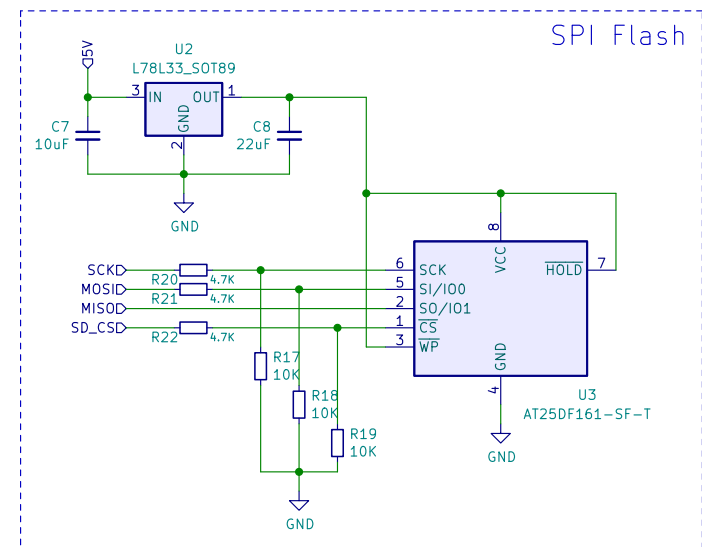 SPI Flash
5V
U2
L78L33_SOT89
3 IN OUT 1
GND
2
C7
10uF
C8
22uF
GND
8
VCC
SCK
R20 4.7K
MOSI
R21 4.7K
MISO
SD_CS
R22 4.7K
6 SCK
5 SI/IO0
2 SO/IO1
1 CS
3 WP
HOLD 7
GND
4
R17
10K
R18
10K
R19
10K
U3
AT25DF161-SF-T
GND
GND